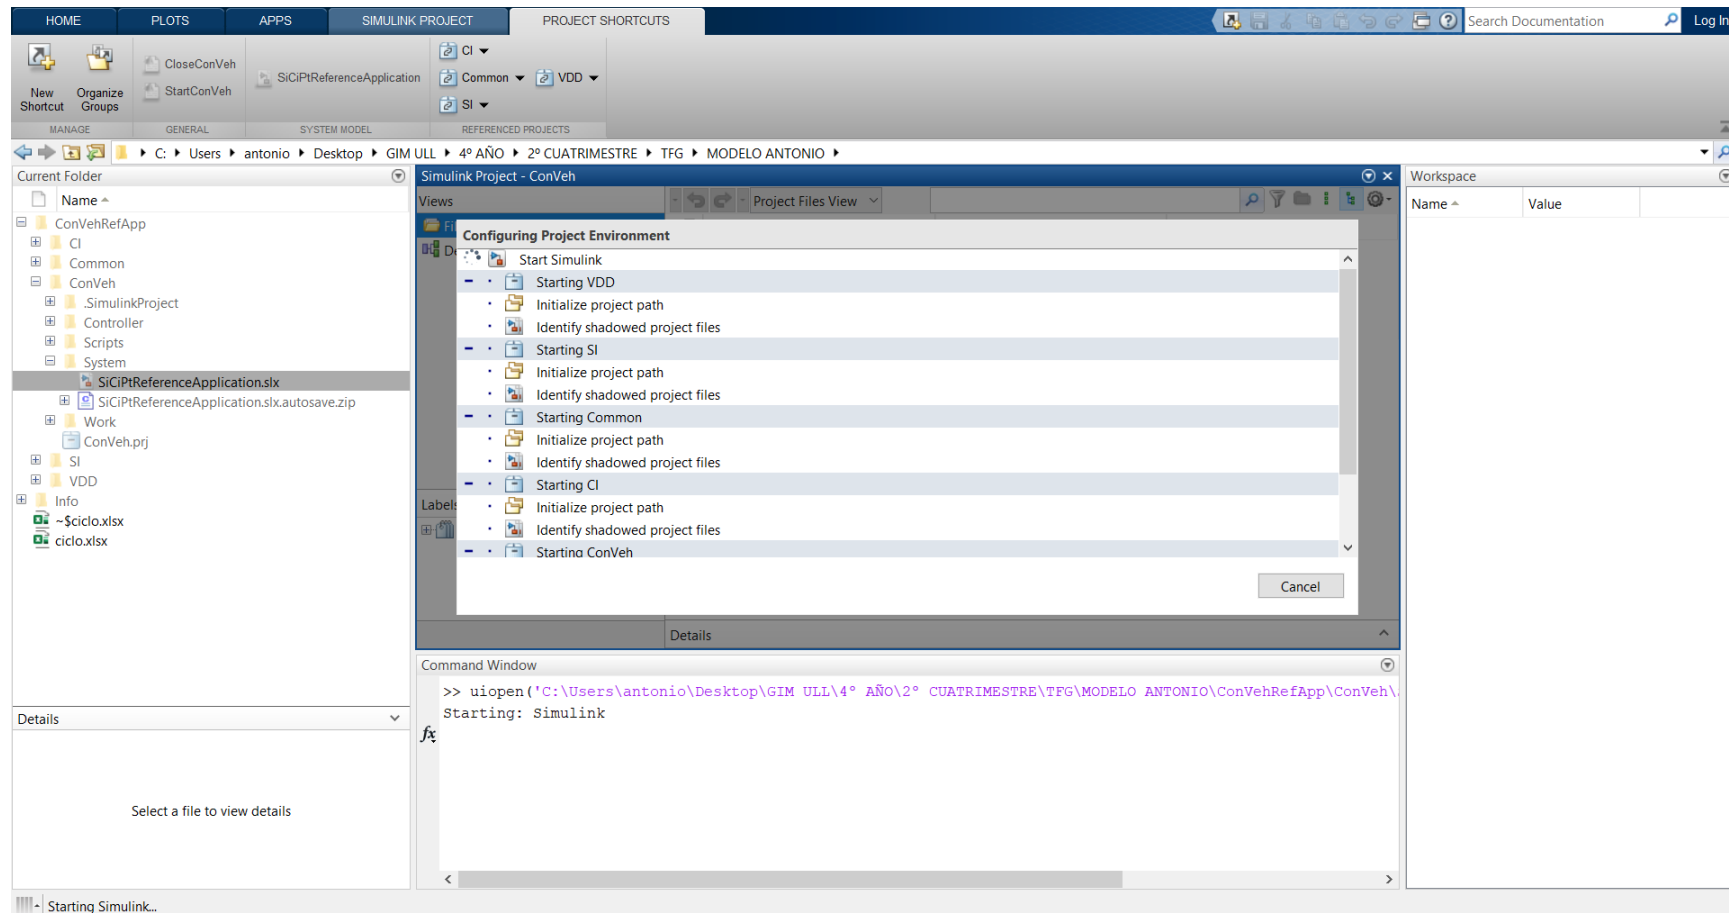 HOME PLOTS APPS SIMULINK PROJECT PROJECT SHORTCUTS Search Documentation Log In
New Shortcut
Organize Groups
CloseConVeh
StartConVeh
SiCiPtReferenceApplication
CI
Common VDD
SI
MANAGE GENERAL SYSTEM MODEL REFERENCED PROJECTS
C: Users antonio Desktop GIM ULL 4º AÑO 2º CUATRIMESTRE TFG MODELO ANTONIO
Current Folder
Name
ConVehRefApp
CI
Common
ConVeh
.SimulinkProject
Controller
Scripts
System
SiCiPtReferenceApplication.slx
SiCiPtReferenceApplication.slx.autosave.zip
Work
ConVeh.prj
SI
VDD
Info
~$ciclo.xlsx
ciclo.xlsx
Details
Select a file to view details
Simulink Project - ConVeh
Views Project Files View
Fi
De
Labels
Configuring Project Environment
Start Simulink
Starting VDD
Initialize project path
Identify shadowed project files
Starting SI
Initialize project path
Identify shadowed project files
Starting Common
Initialize project path
Identify shadowed project files
Starting CI
Initialize project path
Identify shadowed project files
Starting ConVeh
Cancel
Details
Command Window
>> uiopen('C:\Users\antonio\Desktop\GIM ULL\4º AÑO\2º CUATRIMESTRE\TFG\MODELO ANTONIO\ConVehRefApp\ConVeh\.
Starting: Simulink
fx
Workspace
Name Value
Starting Simulink...